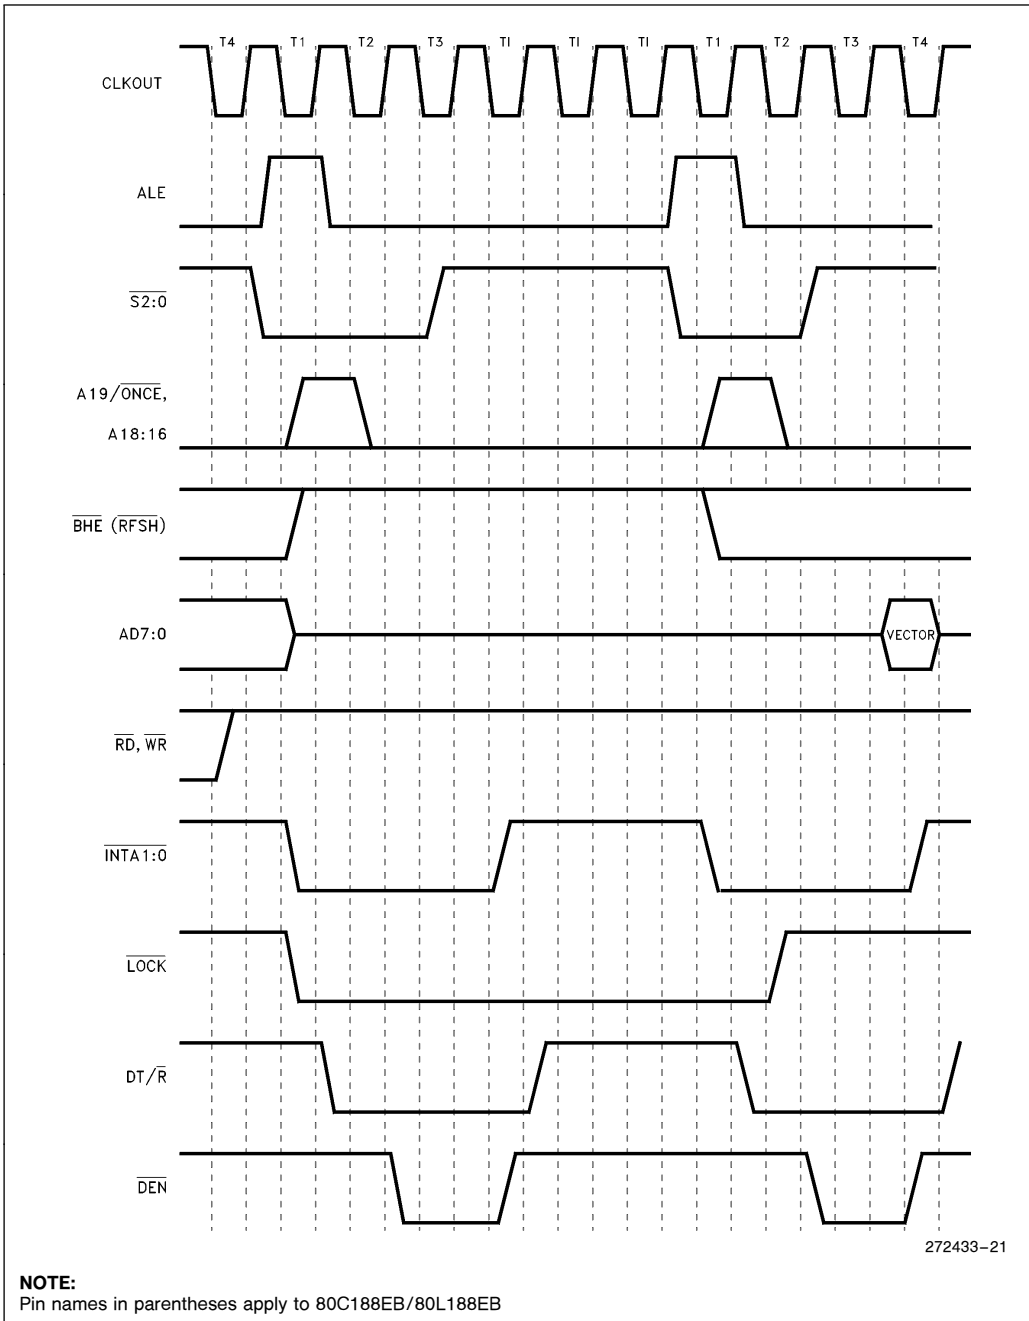 T4 T1 T2 T3 TI TI TI T1 T2 T3 T4
CLKOUT
ALE
S2:0
A19/ONCE,
A18:16
BHE (RFSH)
AD7:0
VECTOR
RD, WR
INTA1:0
LOCK
DT/R
DEN
272433-21
NOTE:
Pin names in parentheses apply to 80C188EB/80L188EB